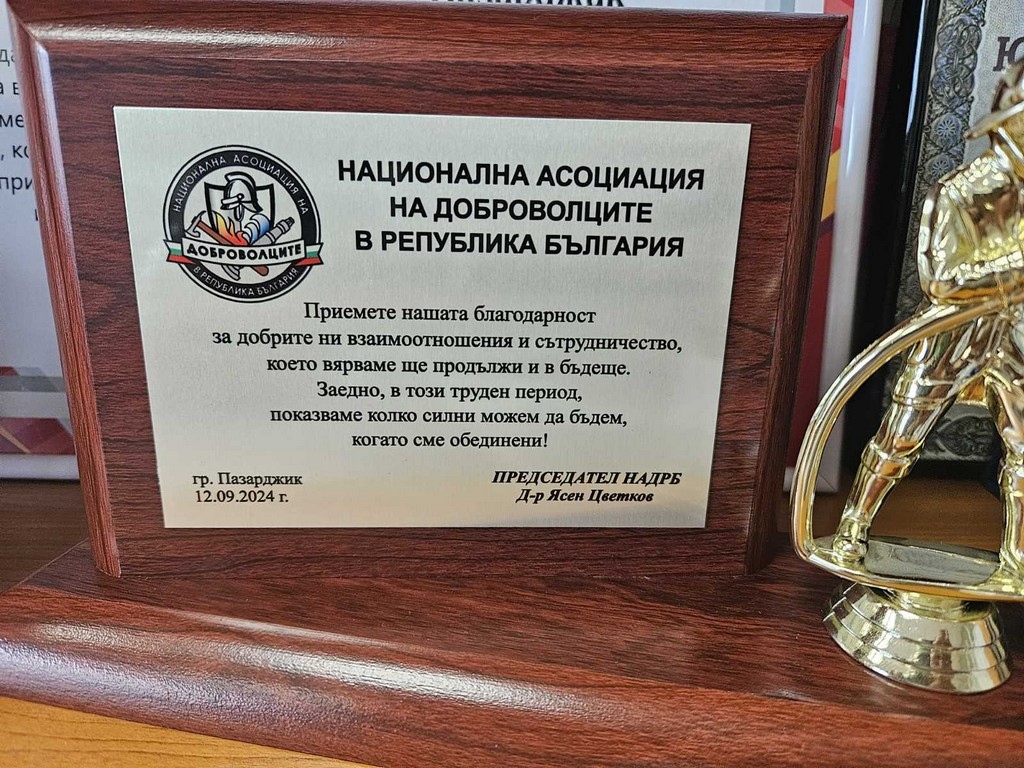 НАЦИОНАЛНА АСОЦИАЦИЯ НА
ДОБРОВОЛЦИТЕ
В РЕПУБЛИКА БЪЛГАРИЯ
НАЦИОНАЛНА АСОЦИАЦИЯ
НА ДОБРОВОЛЦИТЕ
В РЕПУБЛИКА БЪЛГАРИЯ
Приемете нашата благодарност
за добрите ни взаимоотношения и сътрудничество,
което вярваме ще продължи и в бъдеще.
Заедно, в този труден период,
показваме колко силни можем да бъдем,
когато сме обединени!
гр. Пазарджик
12.09.2024 г.
ПРЕДСЕДАТЕЛ НАДРБ
Д-р Ясен Цветков